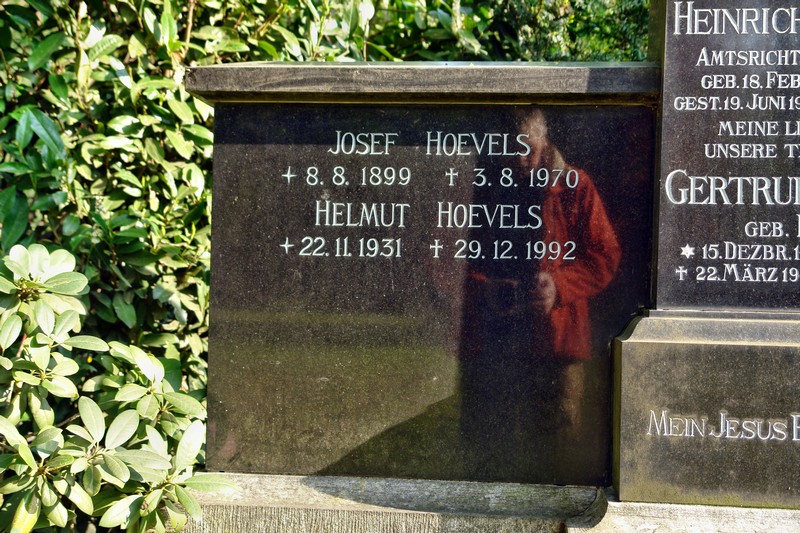 JOSEF HOEVELS
+ 8. 8. 1899 † 3. 8. 1970
HELMUT HOEVELS
+ 22. 11. 1931 † 29. 12. 1992
HEINRICH
AMTSRICHT
GEB. 18. FEB
GEST. 19. JUNI
MEINE
UNSERE
GERTRU
GEB.
* 15. DEZBR.
† 22. MÄRZ
MEIN JESUS